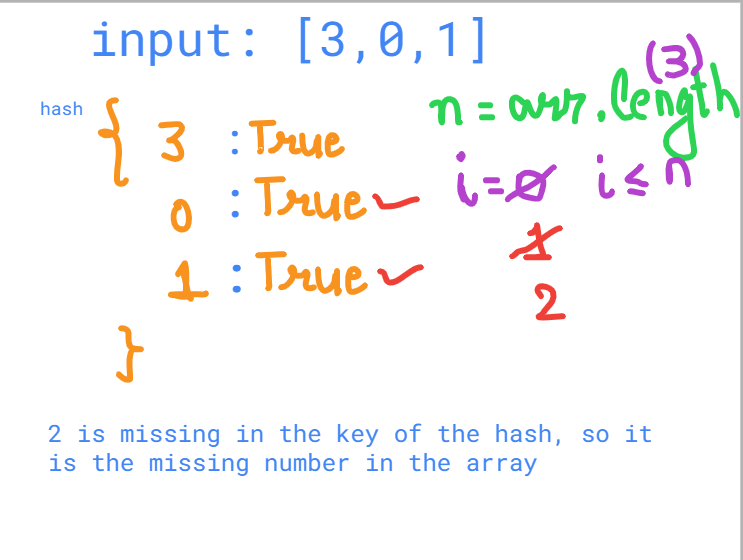 input: [3,0,1]
(3)
hash { 3 : True n = arr.length
0 : True ✓ i = 0 i ≤ n
1
1 : True ✓ 2
}
2 is missing in the key of the hash, so it
is the missing number in the array